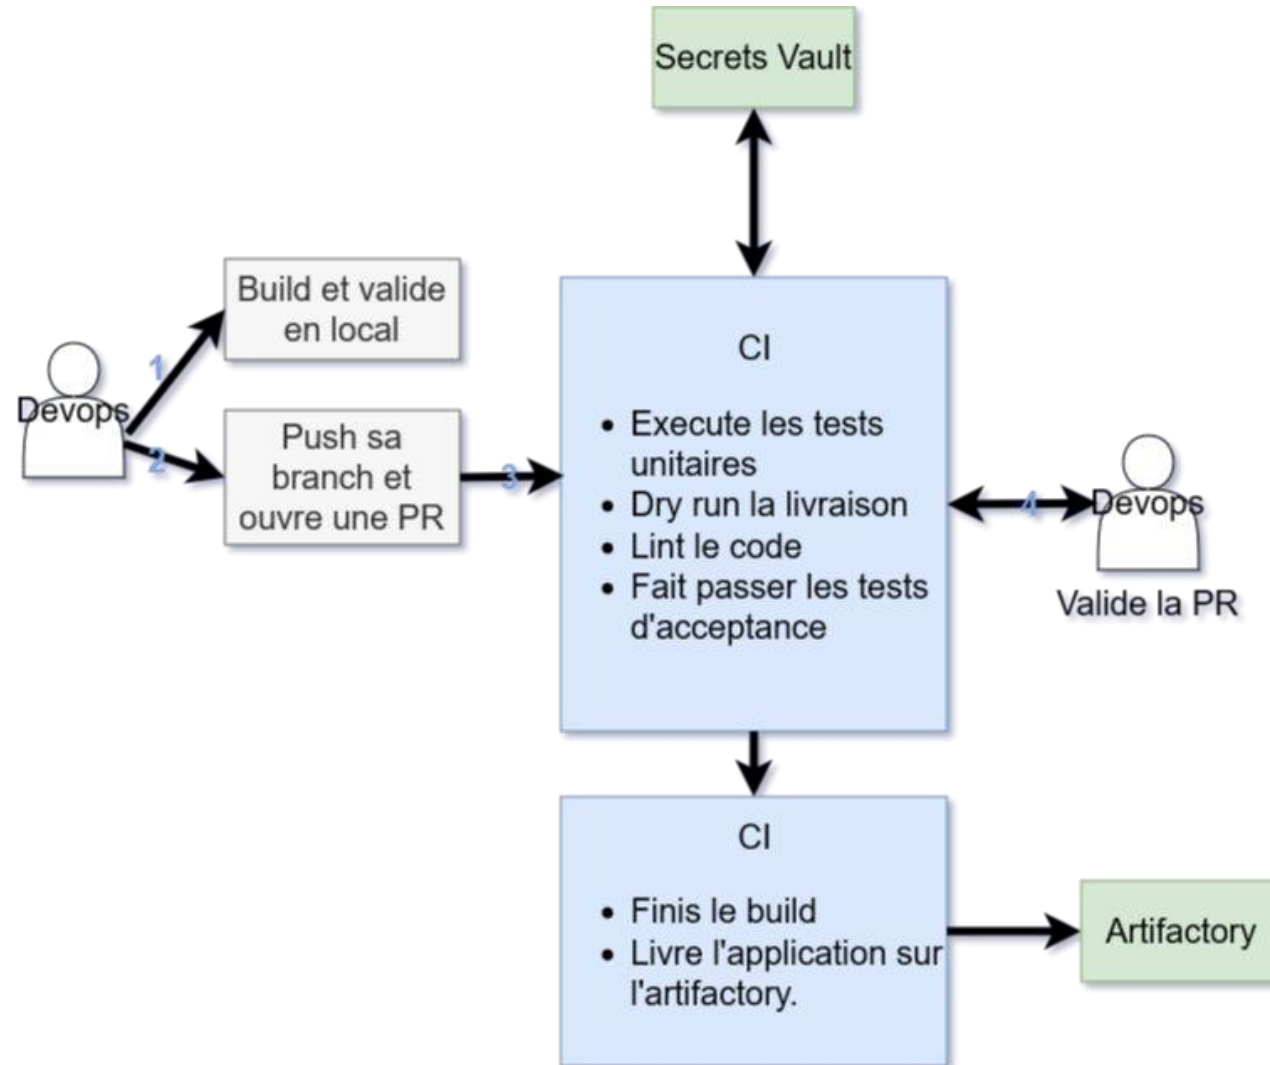 Secrets Vault
Build et valide
en local
1
Devops
2
Push sa
branch et
ouvre une PR
3
CI
• Execute les tests
unitaires
• Dry run la livraison
• Lint le code
• Fait passer les tests
d'acceptance
4
Devops
Valide la PR
CI
• Finis le build
• Livre l'application sur
l'artifactory.
Artifactory